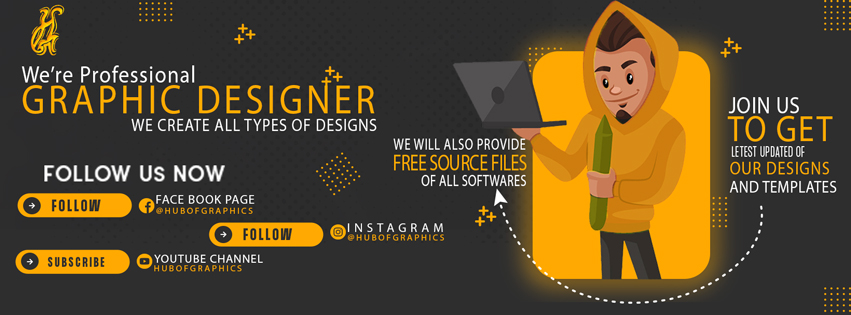 HG
We're Professional
GRAPHIC DESIGNER
WE CREATE ALL TYPES OF DESIGNS
FOLLOW US NOW
FOLLOW
FACE BOOK PAGE
@HUBOFGRAPHICS
FOLLOW
INSTAGRAM
@HUBOFGRAPHICS
SUBSCRIBE
YOUTUBE CHANNEL
HUBOFGRAPHICS
WE WILL ALSO PROVIDE
FREE SOURCE FILES
OF ALL SOFTWARES
JOIN US
TO GET
LETEST UPDATED OF
OUR DESIGNS
AND TEMPLATES